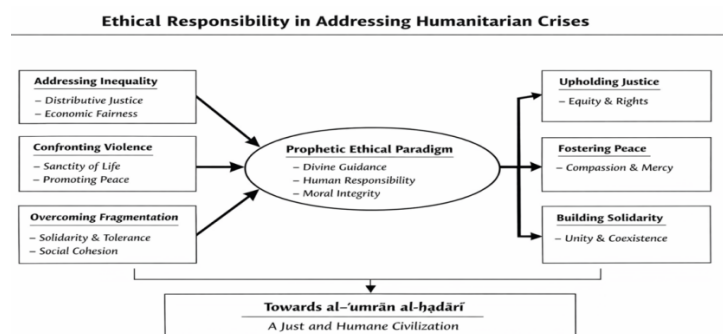 Ethical Responsibility in Addressing Humanitarian Crises
Addressing Inequality
– Distributive Justice
– Economic Fairness
Confronting Violence
– Sanctity of Life
– Promoting Peace
Overcoming Fragmentation
– Solidarity & Tolerance
– Social Cohesion
Prophetic Ethical Paradigm
– Divine Guidance
– Human Responsibility
– Moral Integrity
Upholding Justice
– Equity & Rights
Fostering Peace
– Compassion & Mercy
Building Solidarity
– Unity & Coexistence
Towards al-‘umrān al-ḥaḍārī
A Just and Humane Civilization